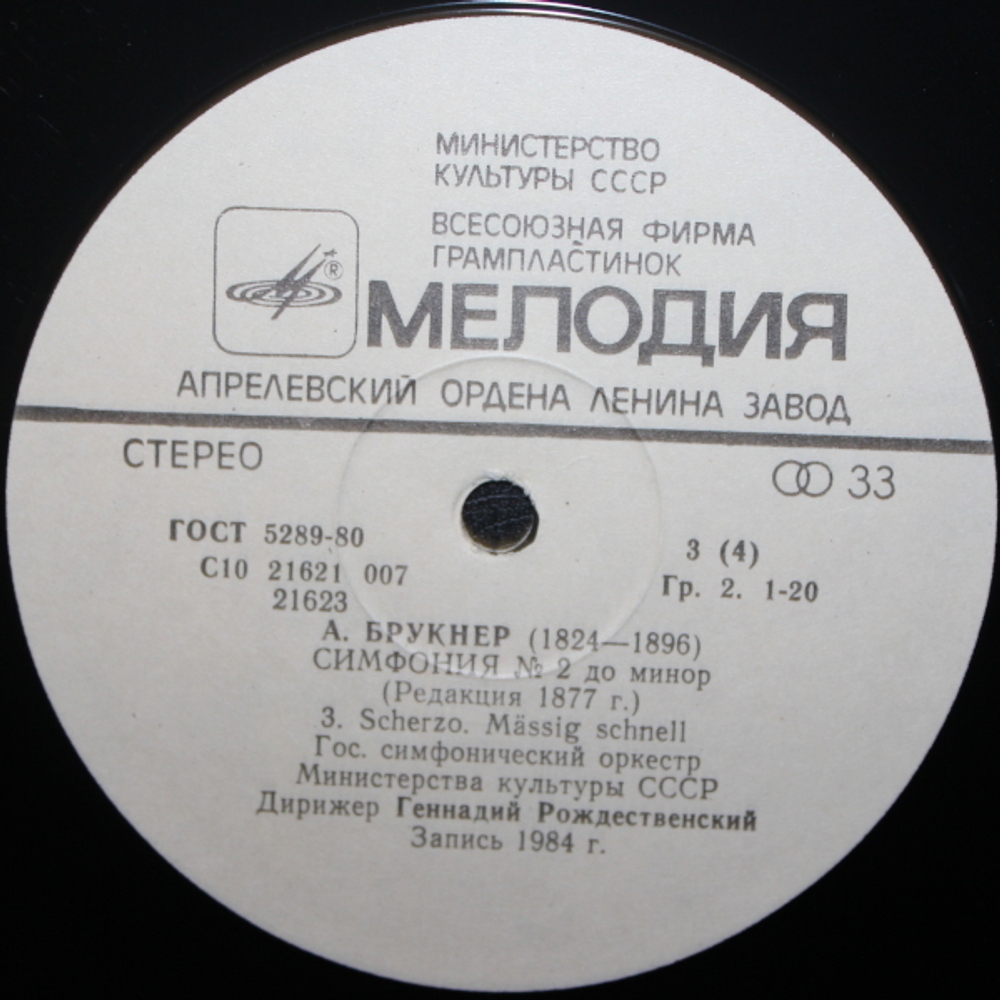 МИНИСТЕРСТВО
КУЛЬТУРЫ СССР
ВСЕСОЮЗНАЯ ФИРМА
ГРАМПЛАСТИНОК
®
МЕЛОДИЯ
АПРЕЛЕВСКИЙ ОРДЕНА ЛЕНИНА ЗАВОД
СТЕРЕО
33
ГОСТ 5289-80
3 (4)
С10 21621 007
Гр. 2. 1-20
21623
А. БРУКНЕР (1824—1896)
СИМФОНИЯ № 2 до минор
(Редакция 1877 г.)
3. Scherzo. Mässig schnell
Гос. симфонический оркестр
Министерства культуры СССР
Дирижер Геннадий Рождественский
Запись 1984 г.